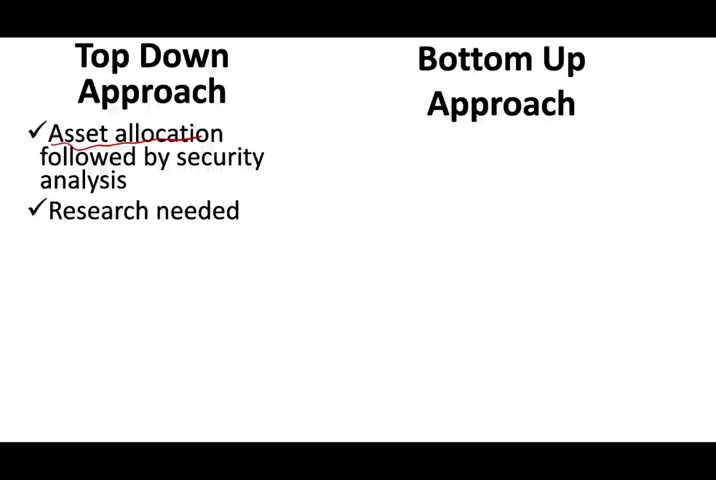 Top Down
Approach
✓Asset allocation
followed by security
analysis
✓Research needed
Bottom Up
Approach